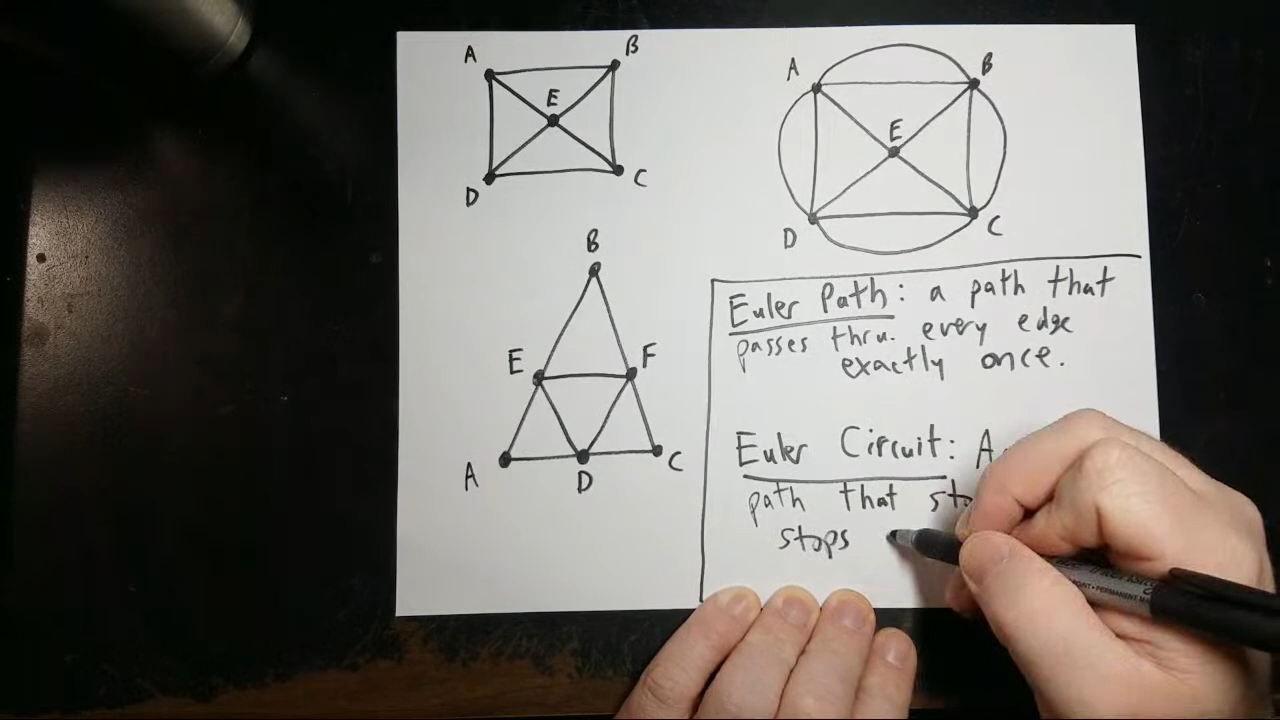 A B
E
D C
A B
E
D C
B
E F
A D C
Euler Path: a path that
passes thru. every edge
exactly once.
Euler Circuit: A
path that
stops